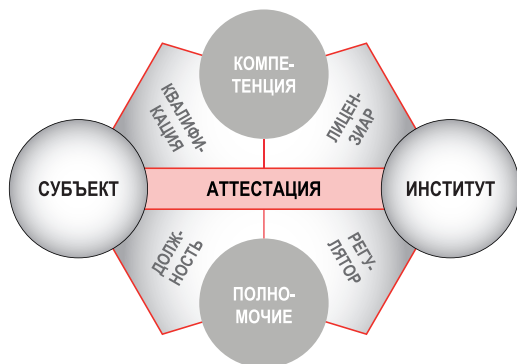 КОМПЕ-
ТЕНЦИЯ
КВАЛИФИ-
КАЦИЯ
ЛИЦЕН-
ЗИАР
СУБЪЕКТ
АТТЕСТАЦИЯ
ИНСТИТУТ
ДОЛЖ-
НОСТЬ
РЕГУ-
ЛЯТОР
ПОЛНО-
МОЧИЕ